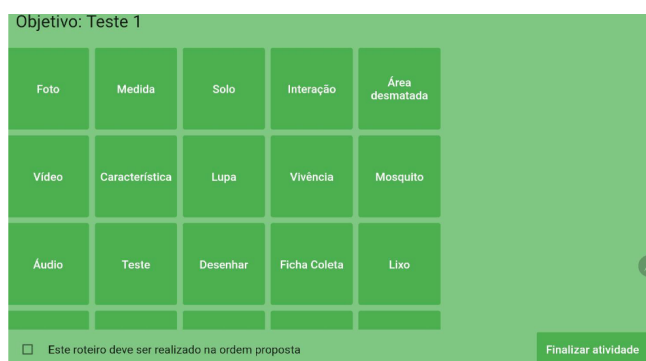 Objetivo: Teste 1
Foto
Medida
Solo
Interação
Área
desmatada
Vídeo
Característica
Lupa
Vivência
Mosquito
Áudio
Teste
Desenhar
Ficha Coleta
Lixo
Este roteiro deve ser realizado na ordem proposta
Finalizar atividade